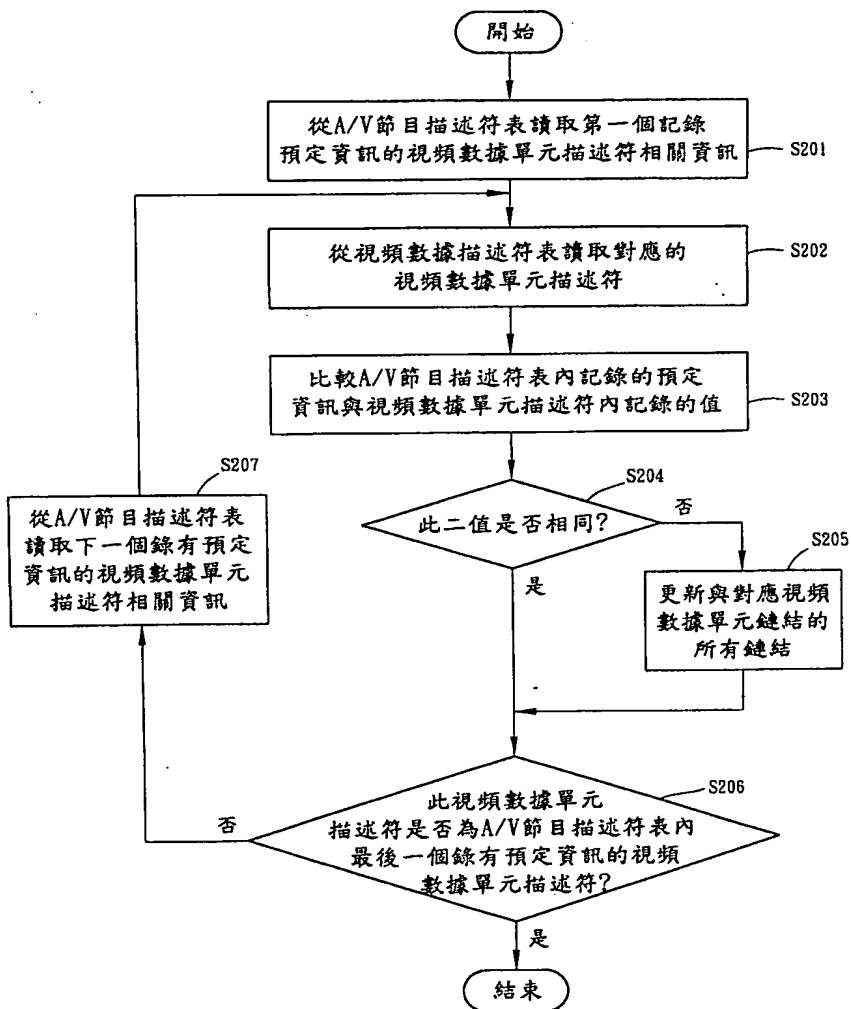 開始
從A/V節目描述符表讀取第一個記錄
預定資訊的視頻數據單元描述符相關資訊
S201
從視頻數據描述符表讀取對應的
視頻數據單元描述符
S202
比較A/V節目描述符表內記錄的預定
資訊與視頻數據單元描述符內記錄的值
S203
此二值是否相同?
S204
否
是
更新與對應視頻
數據單元鏈結的
所有鏈結
S205
此視頻數據單元
描述符是否為A/V節目描述符表內
最後一個錄有預定資訊的視頻
數據單元描述符?
S206
否
是
從A/V節目描述符表
讀取下一個錄有預定
資訊的視頻數據單元
描述符相關資訊
S207
結束